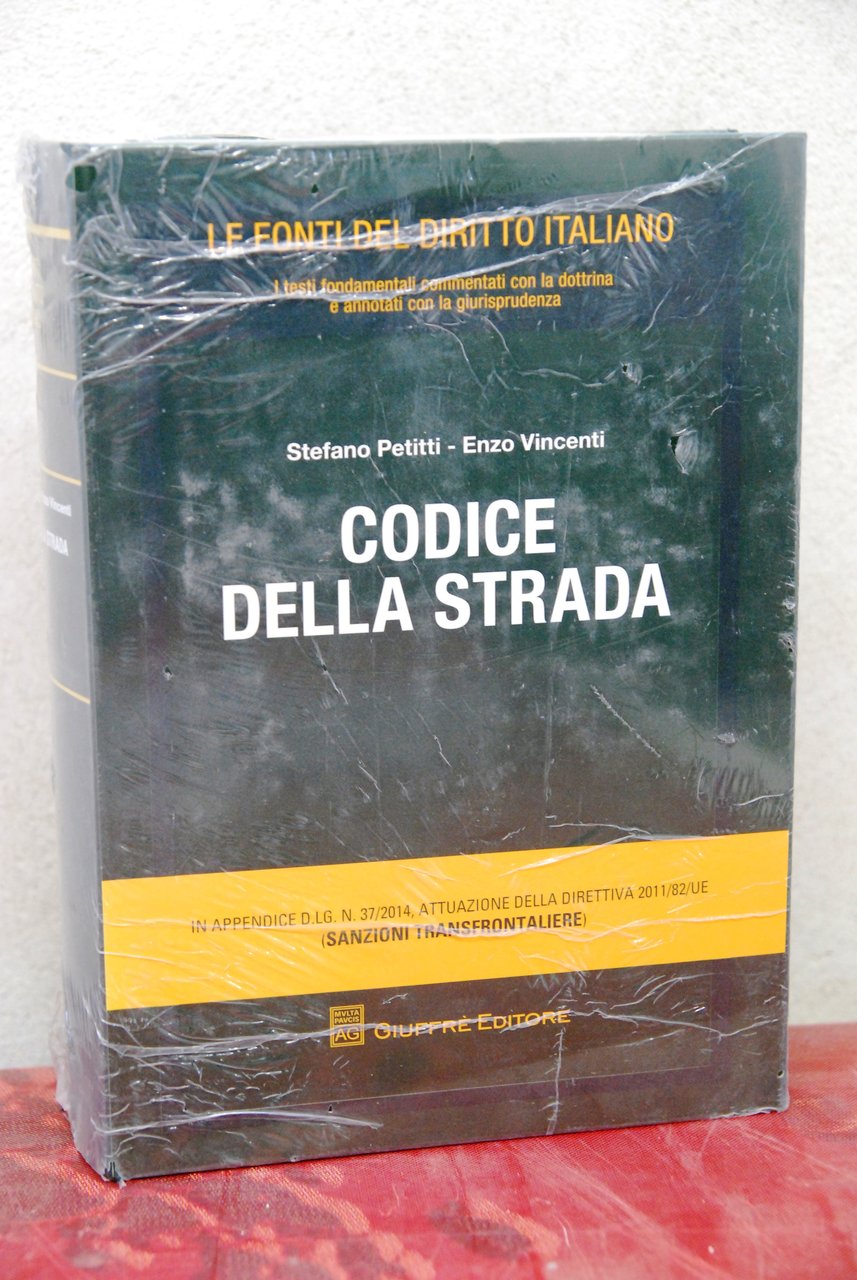 LE FONTI DEL DIRITTO ITALIANO
I testi fondamentali commentati con la dottrina
e annotati con la giurisprudenza
Stefano Petitti - Enzo Vincenti
CODICE
DELLA STRADA
IN APPENDICE D.LG. N. 37/2014, ATTUAZIONE DELLA DIRETTIVA 2011/82/UE
(SANZIONI TRANSFRONTALIERE)
MVLTA
PAVCIS
AG
GIUFFRÈ EDITORE
Vincenti
STRADA